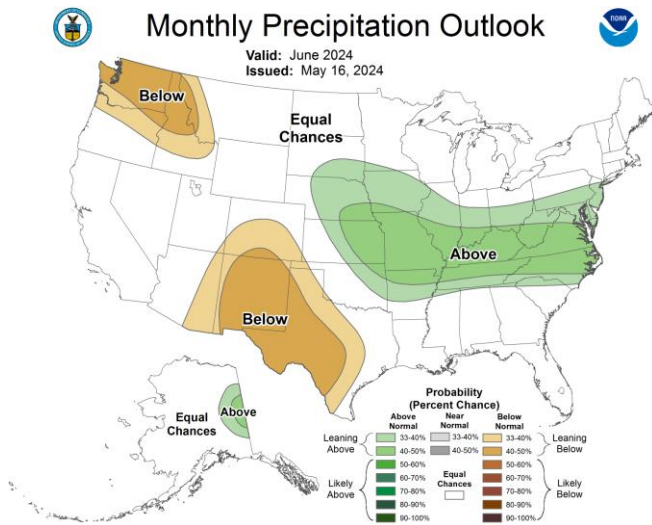 Monthly Precipitation Outlook
NOAA
Valid: June 2024
Issued: May 16, 2024
Below
Equal
Chances
Above
Below
Equal
Chances
Above
Probability
(Percent Chance)
Above
Normal
Near
Normal
Below
Normal
Leaning
Above
33-40%
33-40%
33-40%
Leaning
Below
40-50%
40-50%
40-50%
Likely
Above
50-60%
Equal
Chances
50-60%
Likely
Below
60-70%
60-70%
70-80%
70-80%
80-90%
80-90%
90-100%
90-100%